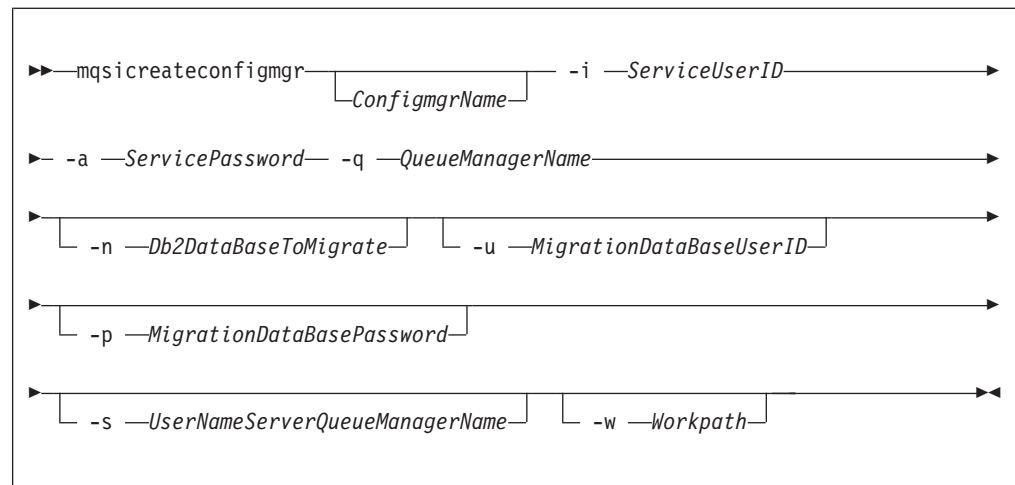 mqsicreateconfigmgr -i ServiceUserID
ConfigmgrName
-a ServicePassword -q QueueManagerName
-n Db2DataBaseToMigrate -u MigrationDataBaseUserID
-p MigrationDataBasePassword
-s UserNameServerQueueManagerName -w Workpath